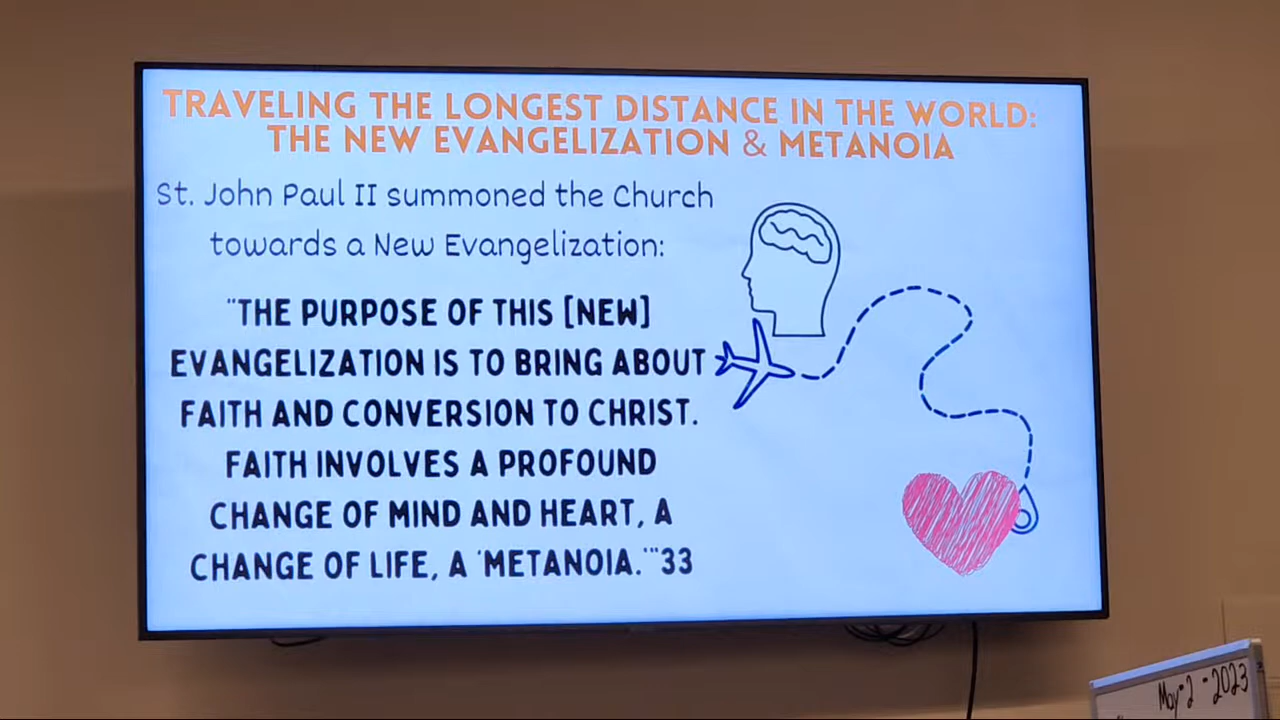 TRAVELING THE LONGEST DISTANCE IN THE WORLD:
THE NEW EVANGELIZATION & METANOIA
St. John Paul II summoned the Church
towards a New Evangelization:
"THE PURPOSE OF THIS [NEW]
EVANGELIZATION IS TO BRING ABOUT
FAITH AND CONVERSION TO CHRIST.
FAITH INVOLVES A PROFOUND
CHANGE OF MIND AND HEART, A
CHANGE OF LIFE, A 'METANOIA.'"33
May-2-2023